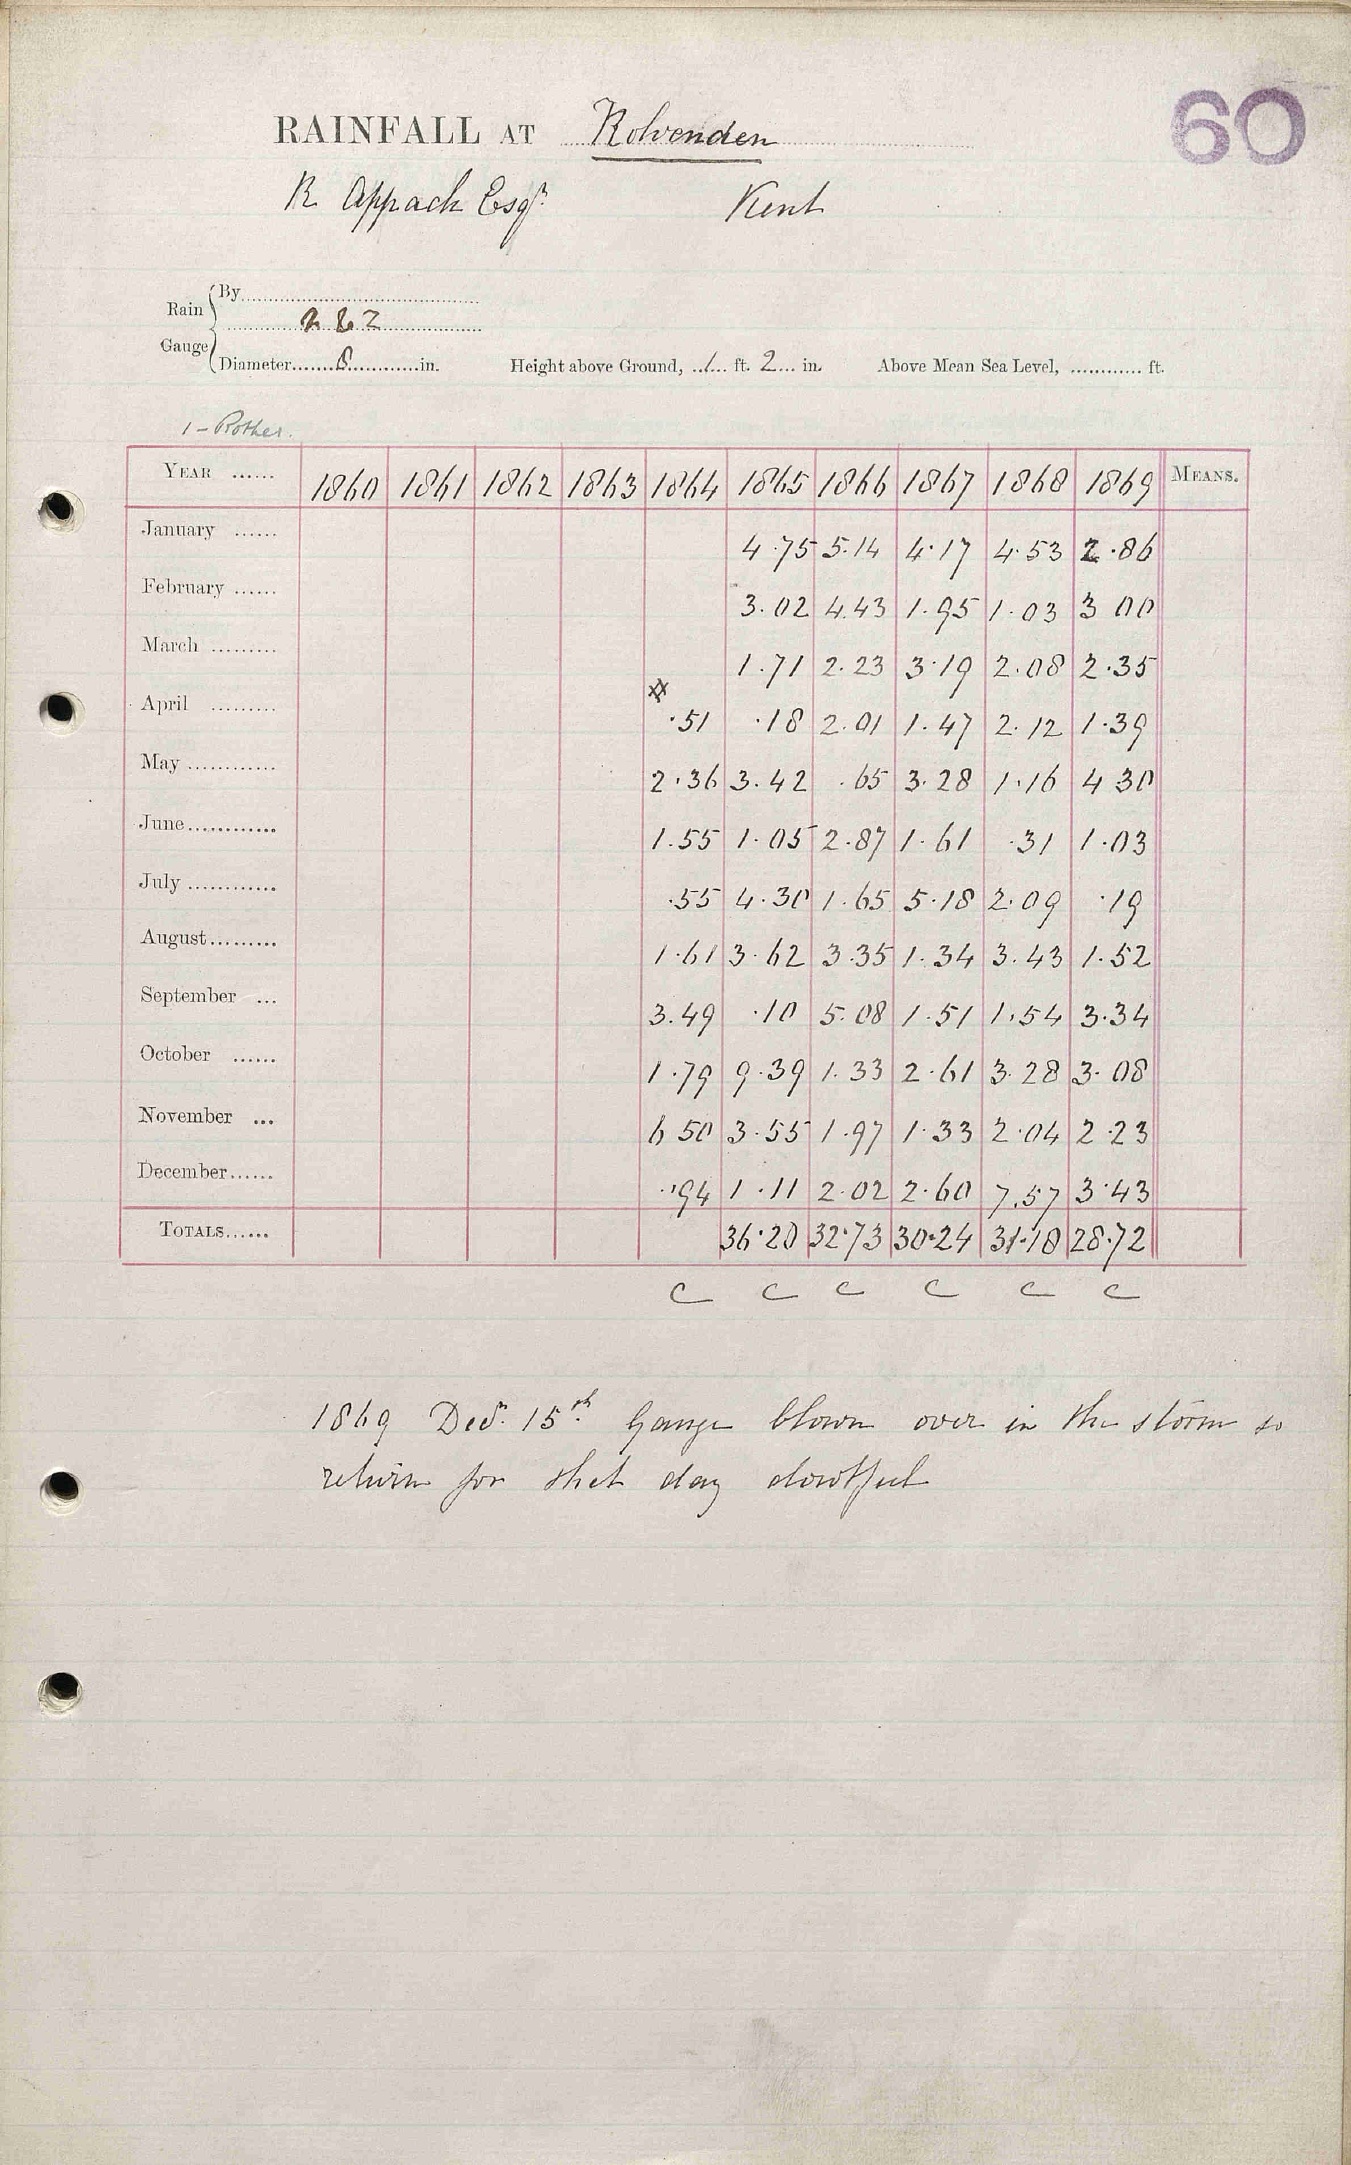 60
RAINFALL AT Rolvenden
R Appach Esqr. Kent
Rain Gauge { By
282
Diameter 8 in. Height above Ground, 1 ft. 2 in. Above Mean Sea Level, ft.
1 - Rother.
YEAR 1860 1861 1862 1863 1864 1865 1866 1867 1868 1869 MEANS.
January 4.75 5.14 4.17 4.53 2.86
February 3.02 4.43 1.95 1.03 3 00
March 1.71 2.23 3.19 2.08 2.35
April .51 .18 2.01 1.47 2.12 1.39
May 2.36 3.42 .65 3.28 1.16 4 30
June 1.55 1.05 2.87 1.61 .31 1.03
July .55 4.30 1.65 5.18 2.09 .19
August 1.61 3.62 3.35 1.34 3.43 1.52
September 3.49 .10 5.08 1.51 1.54 3.34
October 1.79 9.39 1.33 2.61 3.28 3.08
November 6 50 3.55 1.97 1.33 2.04 2.23
December .94 1.11 2.02 2.60 7.57 3.43
TOTALS 36.20 32.73 30.24 31.18 28.72
C C C C C C
1869 Decr. 15th. Gauge blown over in the storm so
return for that day doubtful